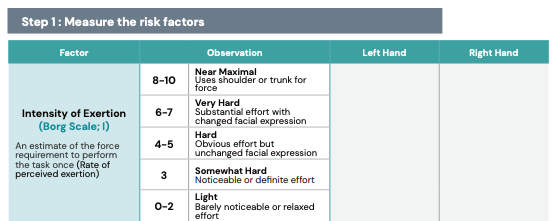 Step 1: Measure the risk factors
Factor
Observation
Left Hand
Right Hand
Intensity of Exertion
(Borg Scale; I)
An estimate of the force
requirement to perform
the task once (Rate of
perceived exertion)
8-10
Near Maximal
Uses shoulder or trunk for
force
6-7
Very Hard
Substantial effort with
changed facial expression
4-5
Hard
Obvious effort but
unchanged facial expression
3
Somewhat Hard
Noticeable or definite effort
0-2
Light
Barely noticeable or relaxed
effort